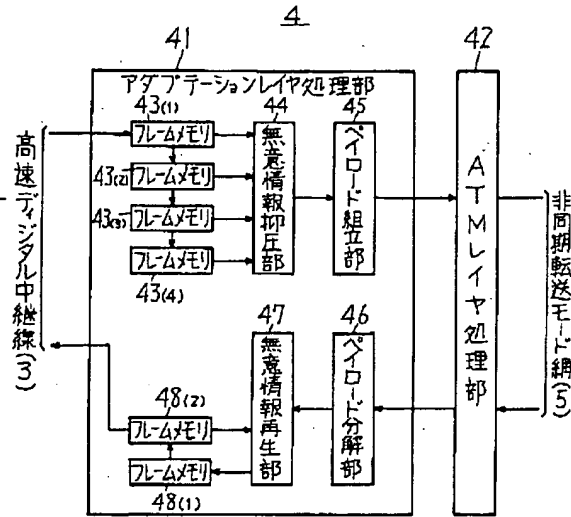 4
41
42
アダプテーションレイヤ処理部
43(1)
フレームメモリ
43(2)
フレームメモリ
43(3)
フレームメモリ
フレームメモリ
43(4)
44
無意情報抑圧部
45
ペイロード組立部
ATMレイヤ処理部
高速ディジタル中継線(3)
非同期転送モード網(5)
47
無意情報再生部
46
ペイロード分解部
48(2)
フレームメモリ
フレームメモリ
48(1)